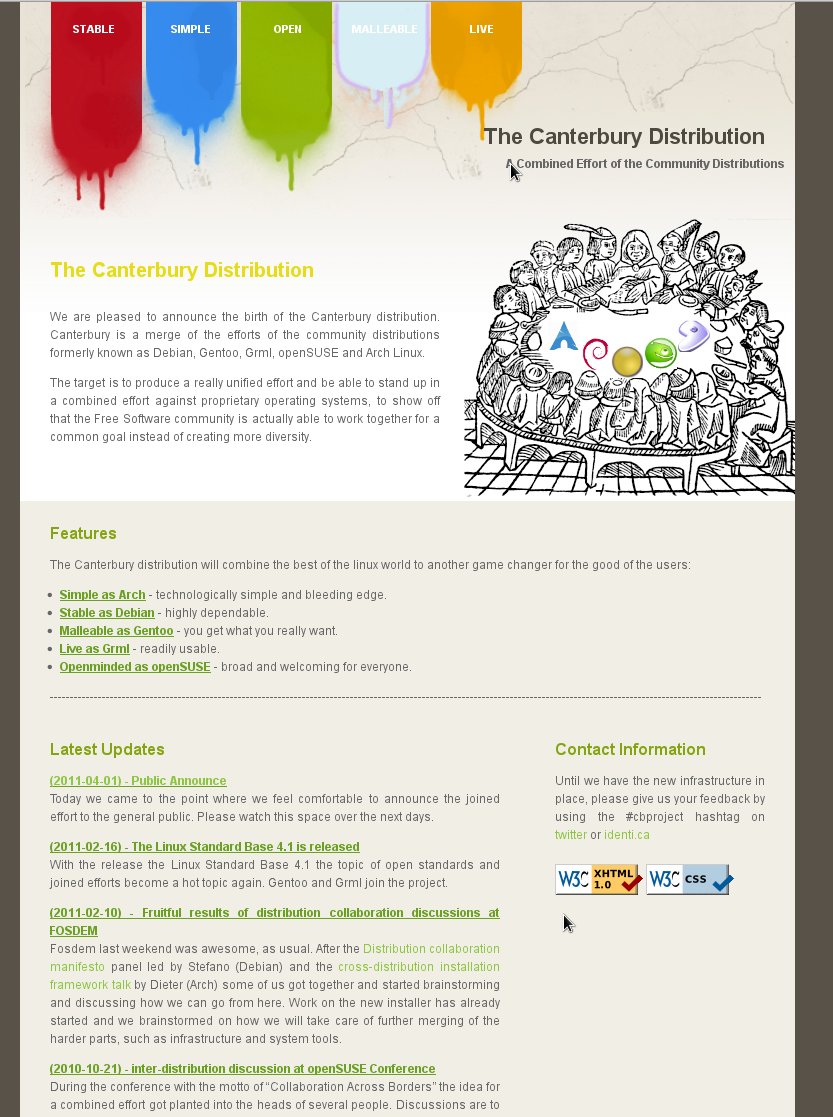 STABLE SIMPLE OPEN MALLEABLE LIVE
The Canterbury Distribution
A Combined Effort of the Community Distributions
The Canterbury Distribution
We are pleased to announce the birth of the Canterbury distribution.
Canterbury is a merge of the efforts of the community distributions
formerly known as Debian, Gentoo, Grml, openSUSE and Arch Linux.
The target is to produce a really unified effort and be able to stand up in
a combined effort against proprietary operating systems, to show off
that the Free Software community is actually able to work together for a
common goal instead of creating more diversity.
Features
The Canterbury distribution will combine the best of the linux world to another game changer for the good of the users:
• Simple as Arch - technologically simple and bleeding edge.
• Stable as Debian - highly dependable.
• Malleable as Gentoo - you get what you really want.
• Live as Grml - readily usable.
• Openminded as openSUSE - broad and welcoming for everyone.
Latest Updates
(2011-04-01) - Public Announce
Today we came to the point where we feel comfortable to announce the joined
effort to the general public. Please watch this space over the next days.
(2011-02-16) - The Linux Standard Base 4.1 is released
With the release the Linux Standard Base 4.1 the topic of open standards and
joined efforts become a hot topic again. Gentoo and Grml join the project.
(2011-02-10) - Fruitful results of distribution collaboration discussions at
FOSDEM
Fosdem last weekend was awesome, as usual. After the Distribution collaboration
manifesto panel led by Stefano (Debian) and the cross-distribution installation
framework talk by Dieter (Arch) some of us got together and started brainstorming
and discussing how we can go from here. Work on the new installer has already
started and we brainstormed on how we will take care of further merging of the
harder parts, such as infrastructure and system tools.
(2010-10-21) - inter-distribution discussion at openSUSE Conference
During the conference with the motto of “Collaboration Across Borders” the idea for
a combined effort got planted into the heads of several people. Discussions are to
Contact Information
Until we have the new infrastructure in
place, please give us your feedback by
using the #cbproject hashtag on
twitter or identi.ca
W3C XHTML 1.0 W3C CSS